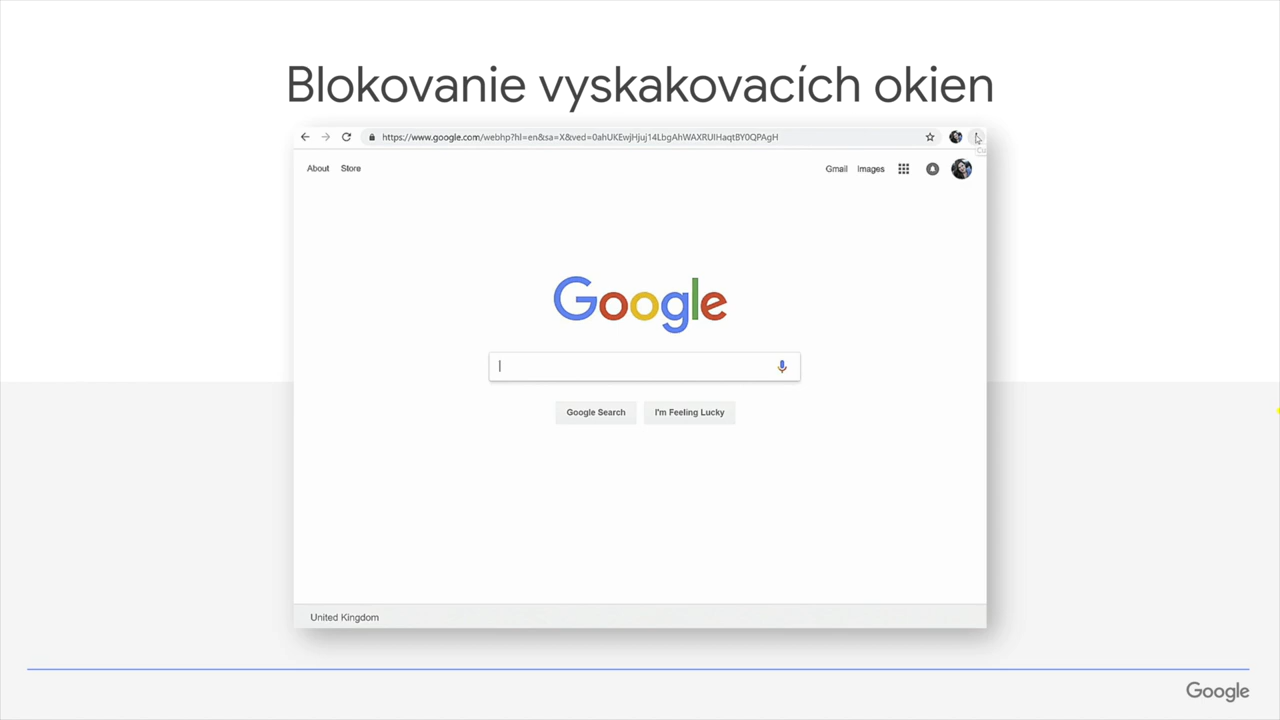 Blokovanie vyskakovacích okien
https://www.google.com/webhp?hl=en&sa=X&ved=0ahUKEwjHjuj14LbgAhWAXRUIHaqtBY0QPAgH
About Store Gmail Images
Google
Google Search I'm Feeling Lucky
United Kingdom
Google